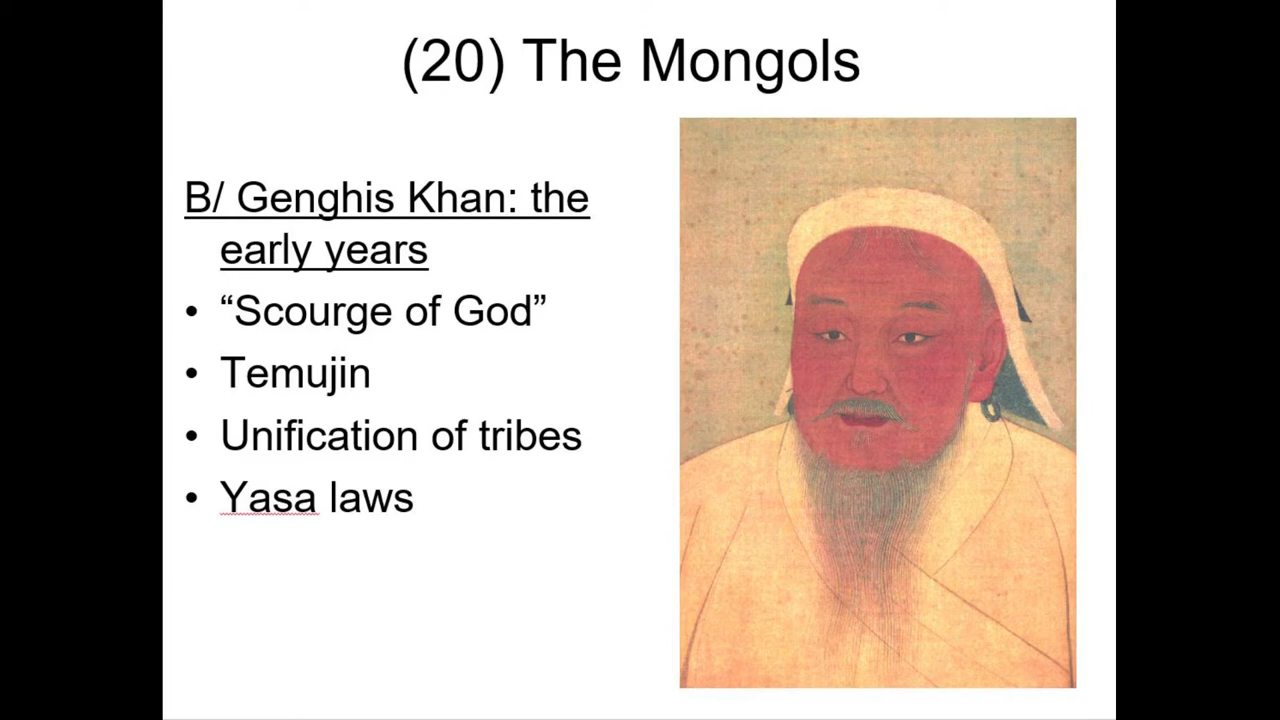 (20) The Mongols
B/ Genghis Khan: the
early years
• “Scourge of God”
• Temujin
• Unification of tribes
• Yasa laws